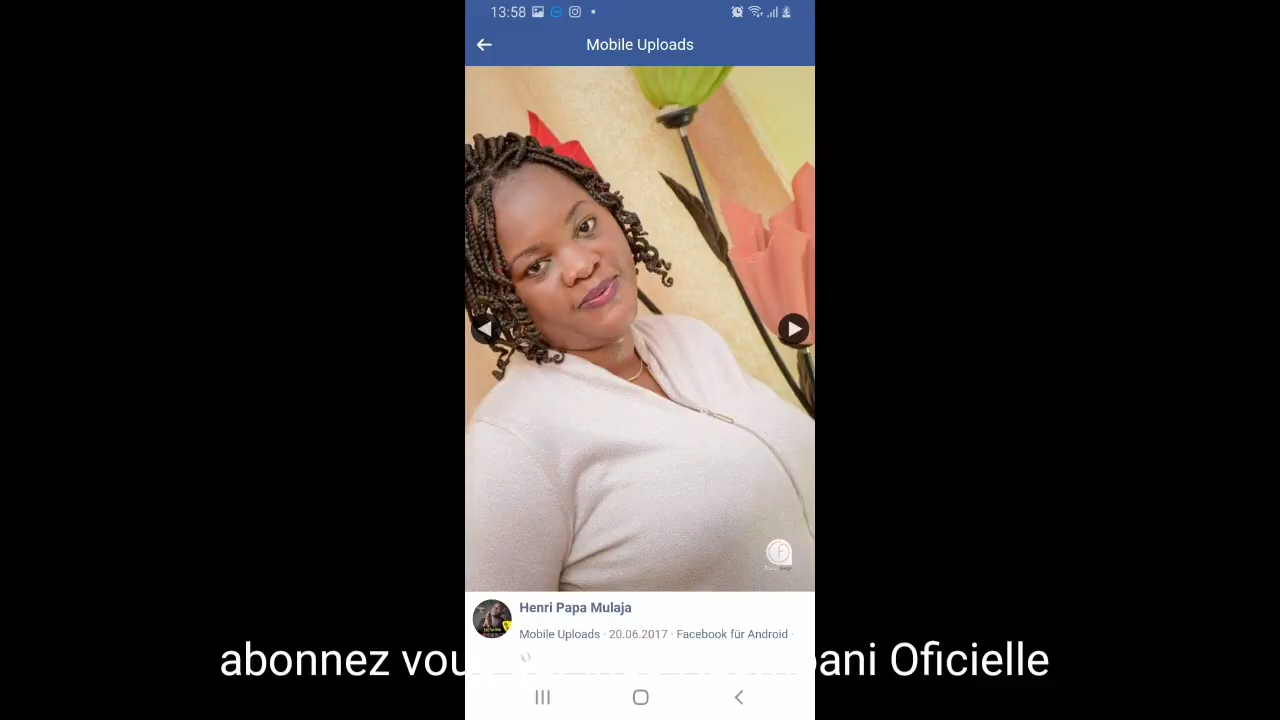 13:58
Mobile Uploads
Henri Papa Mulaja
Mobile Uploads · 20.06.2017 · Facebook für Android ·
abonnez vou ani Oficielle